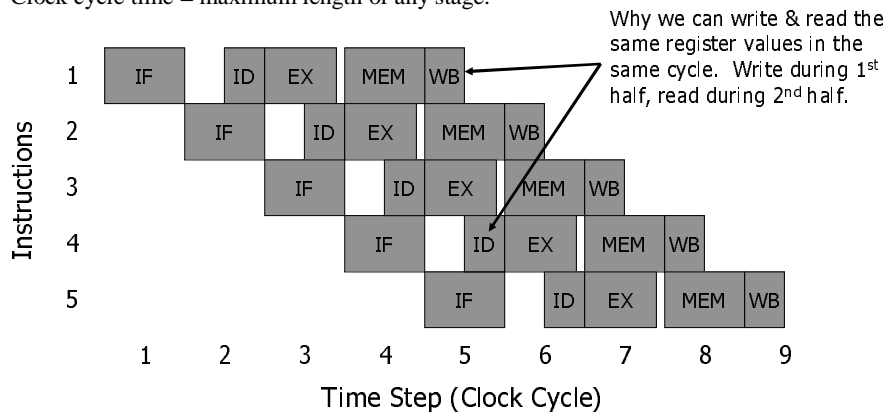 Clock cycle time = maximum length of any stage.
Why we can write & read the
same register values in the
same cycle. Write during 1st
half, read during 2nd half.
Instructions
1 IF ID EX MEM WB
2 IF ID EX MEM WB
3 IF ID EX MEM WB
4 IF ID EX MEM WB
5 IF ID EX MEM WB
1 2 3 4 5 6 7 8 9
Time Step (Clock Cycle)